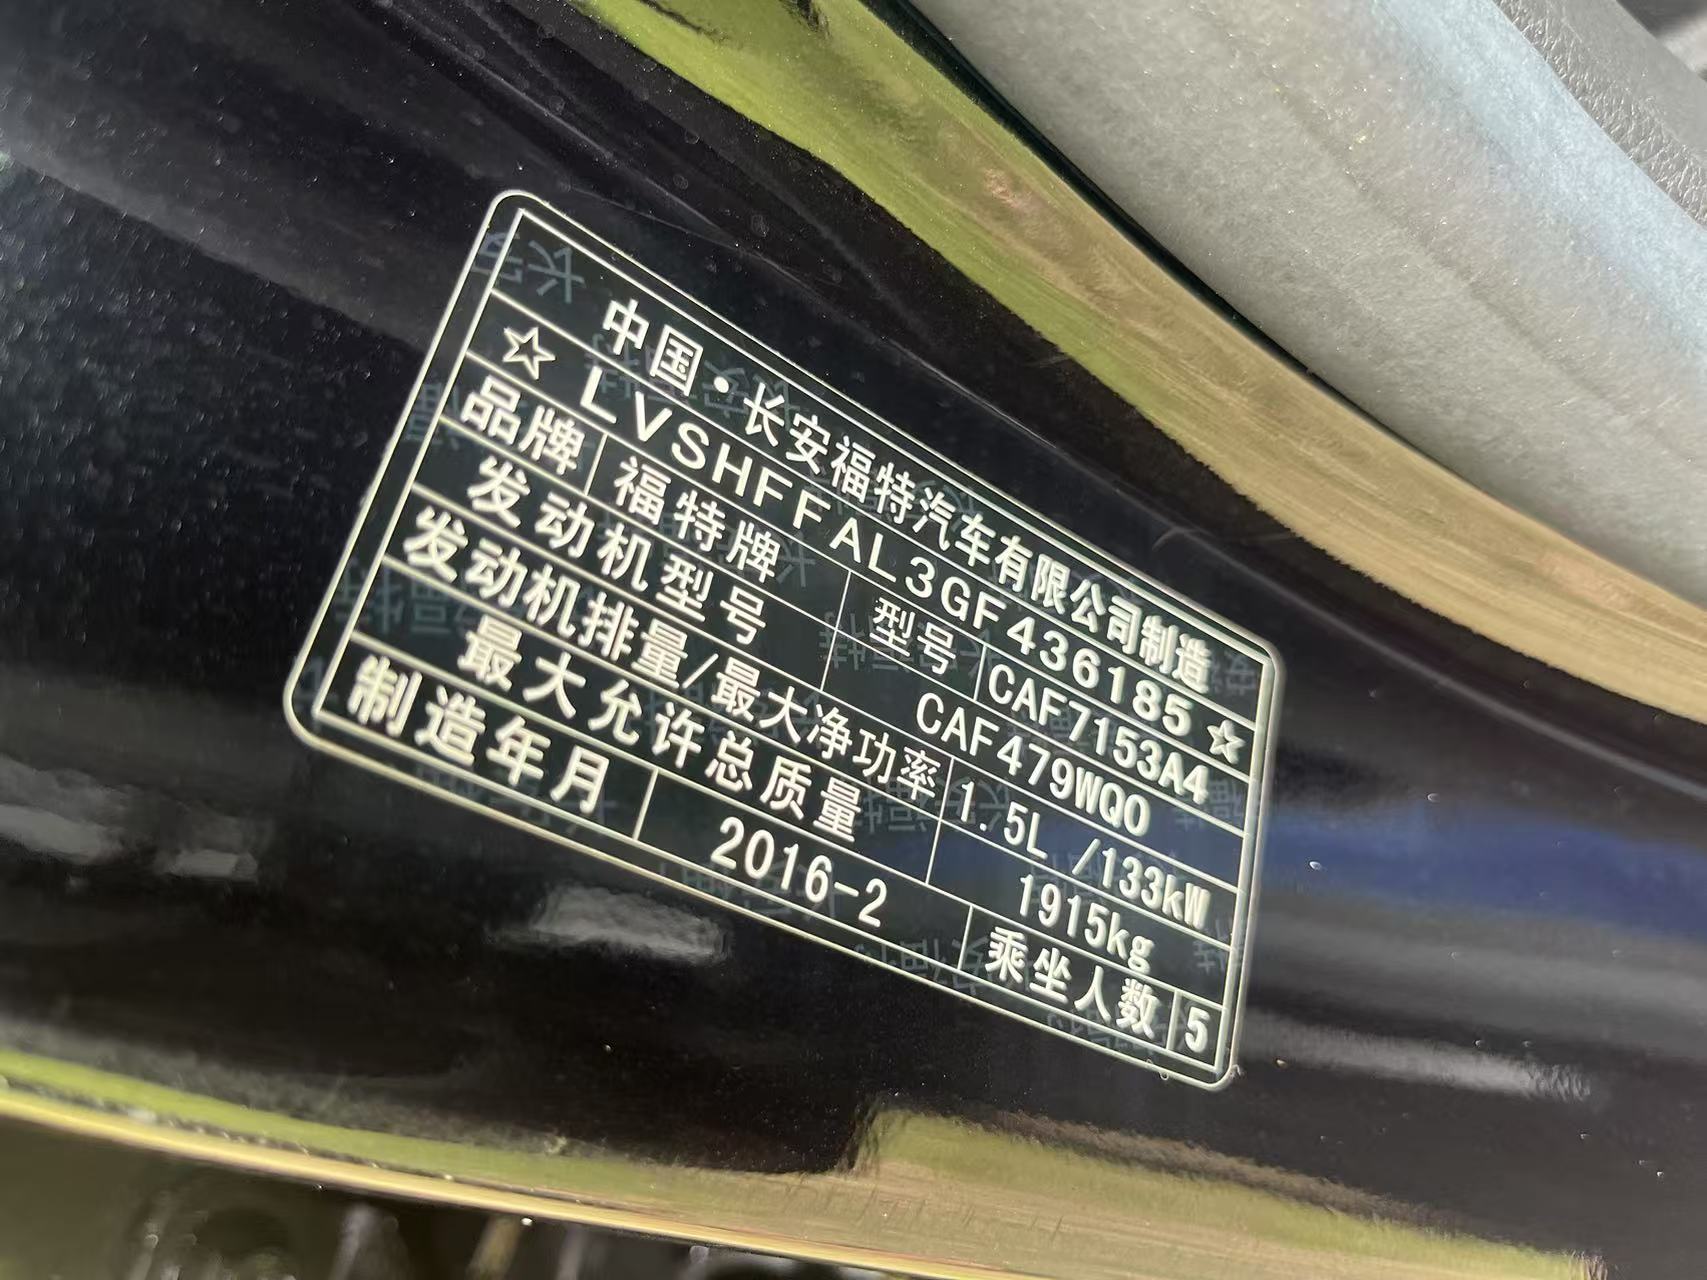 中国·长安福特汽车有限公司制造
☆ LVSHFFAL3GF436185 ☆
品牌 福特牌 型号 CAF7153A4
发动机型号 CAF479WQ0
发动机排量/最大净功率 1.5L /133kW
最大允许总质量 1915kg
制造年月 2016-2 乘坐人数 5